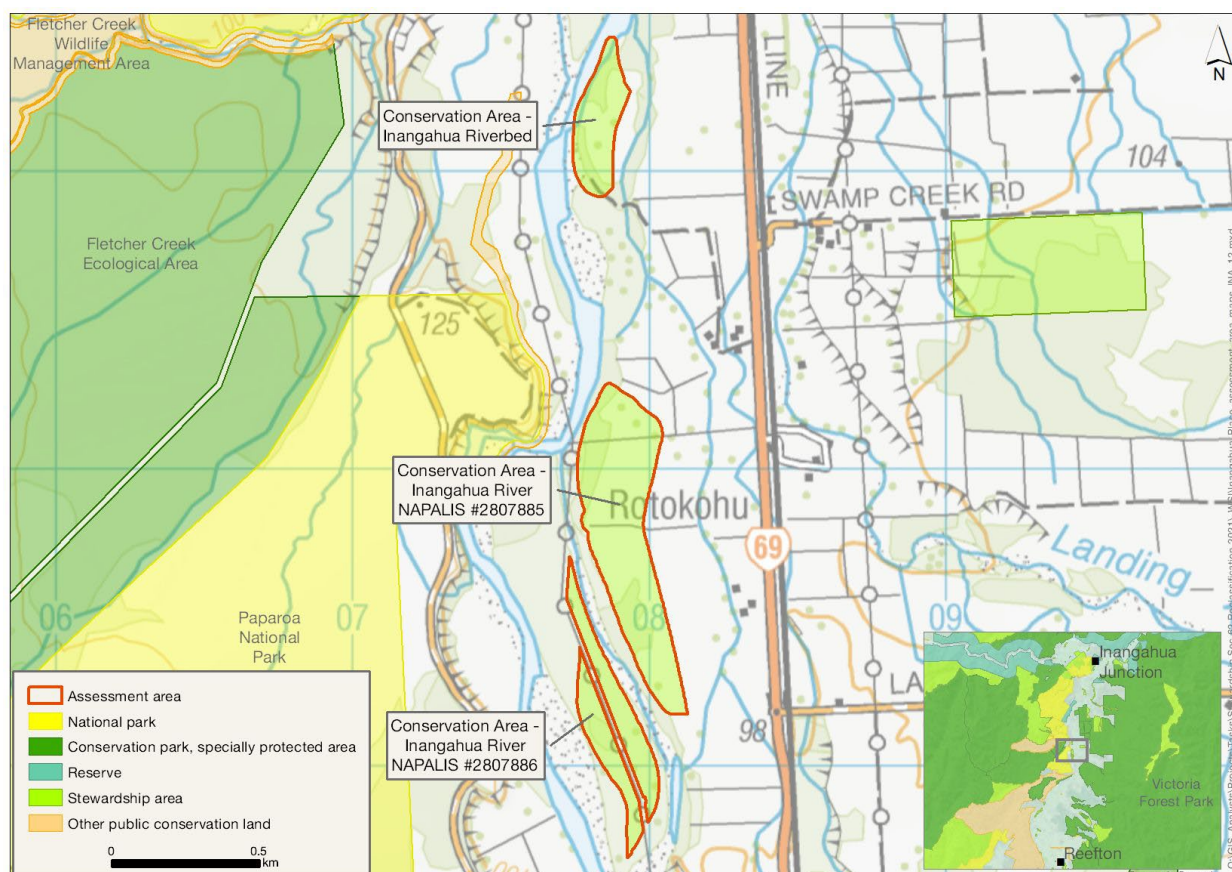 Fletcher Creek
Wildlife
Management Area
Conservation Area -
Inangahua Riverbed
LINE
N
104
SWAMP CREEK RD
Fletcher Creek
Ecological Area
125
Conservation Area -
Inangahua River
NAPALIS #2807885
Rotokohu
69
Landing
06
07
08
09
Paparoa
National
Park
Conservation Area -
Inangahua River
NAPALIS #2807886
98
LA
Assessment area
National park
Conservation park, specially protected area
Reserve
Stewardship area
Other public conservation land
0
0.5
km
Inangahua
Junction
Victoria
Forest Park
Reefton